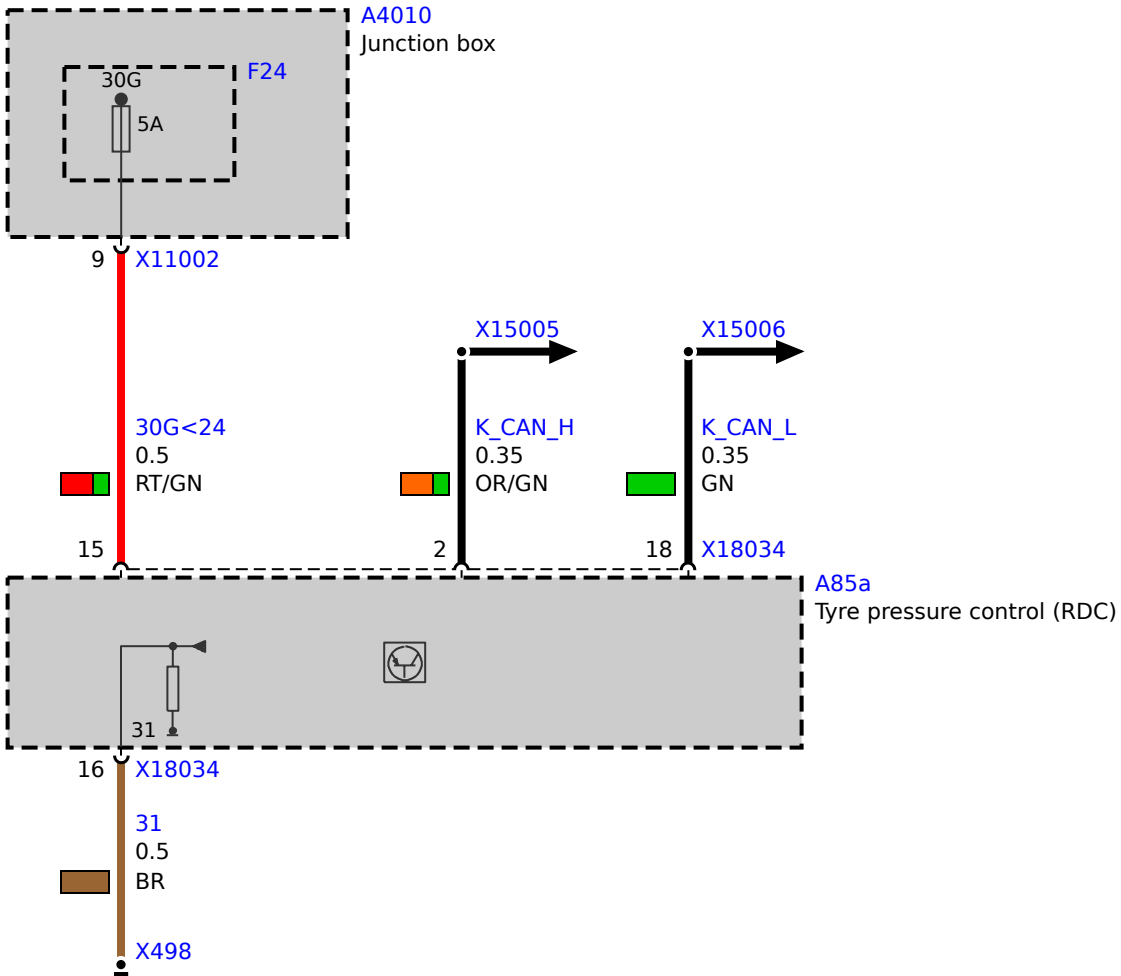 A4010
Junction box
F24
30G
5A
9 X11002
X15005
X15006
30G<24
0.5
RT/GN
K_CAN_H
0.35
OR/GN
K_CAN_L
0.35
GN
15
2
18 X18034
A85a
Tyre pressure control (RDC)
31
16 X18034
31
0.5
BR
X498